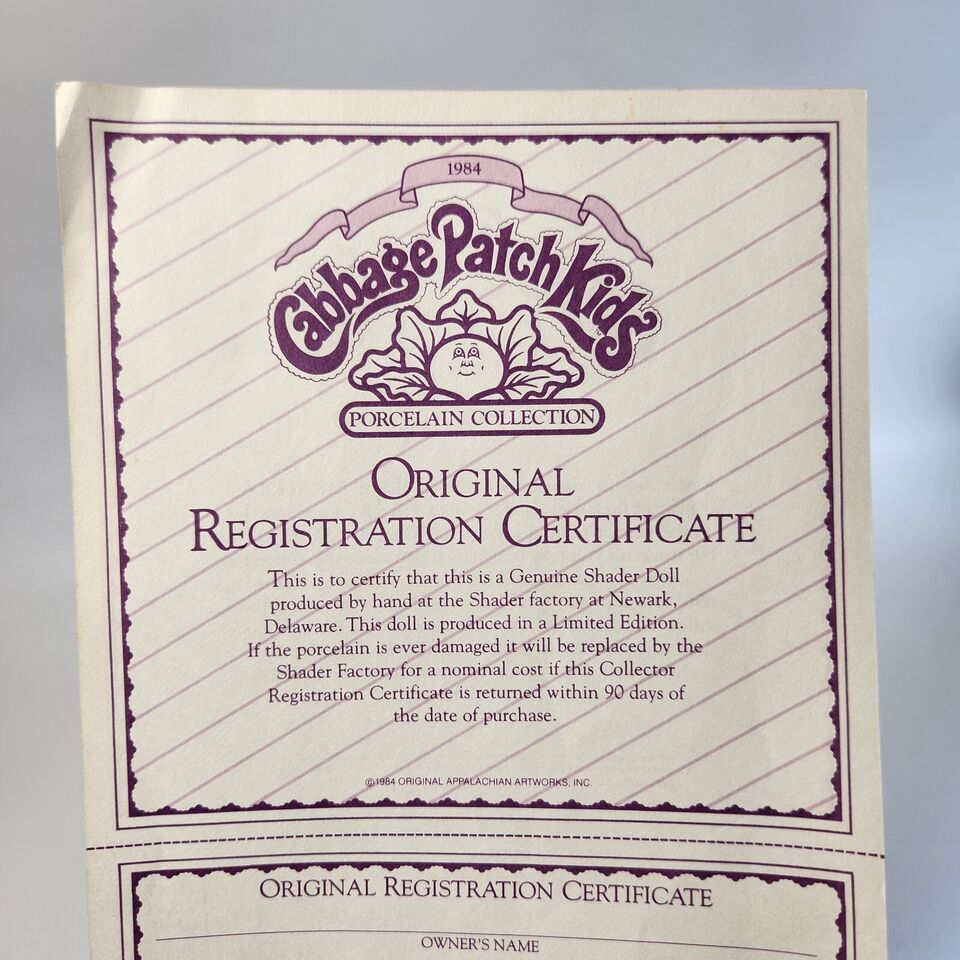 1984
Cabbage Patch Kids™
PORCELAIN COLLECTION
ORIGINAL
REGISTRATION CERTIFICATE
This is to certify that this is a Genuine Shader Doll
produced by hand at the Shader factory at Newark,
Delaware. This doll is produced in a Limited Edition.
If the porcelain is ever damaged it will be replaced by the
Shader Factory for a nominal cost if this Collector
Registration Certificate is returned within 90 days of
the date of purchase.
©1984 ORIGINAL APPALACHIAN ARTWORKS, INC.
ORIGINAL REGISTRATION CERTIFICATE
OWNER'S NAME